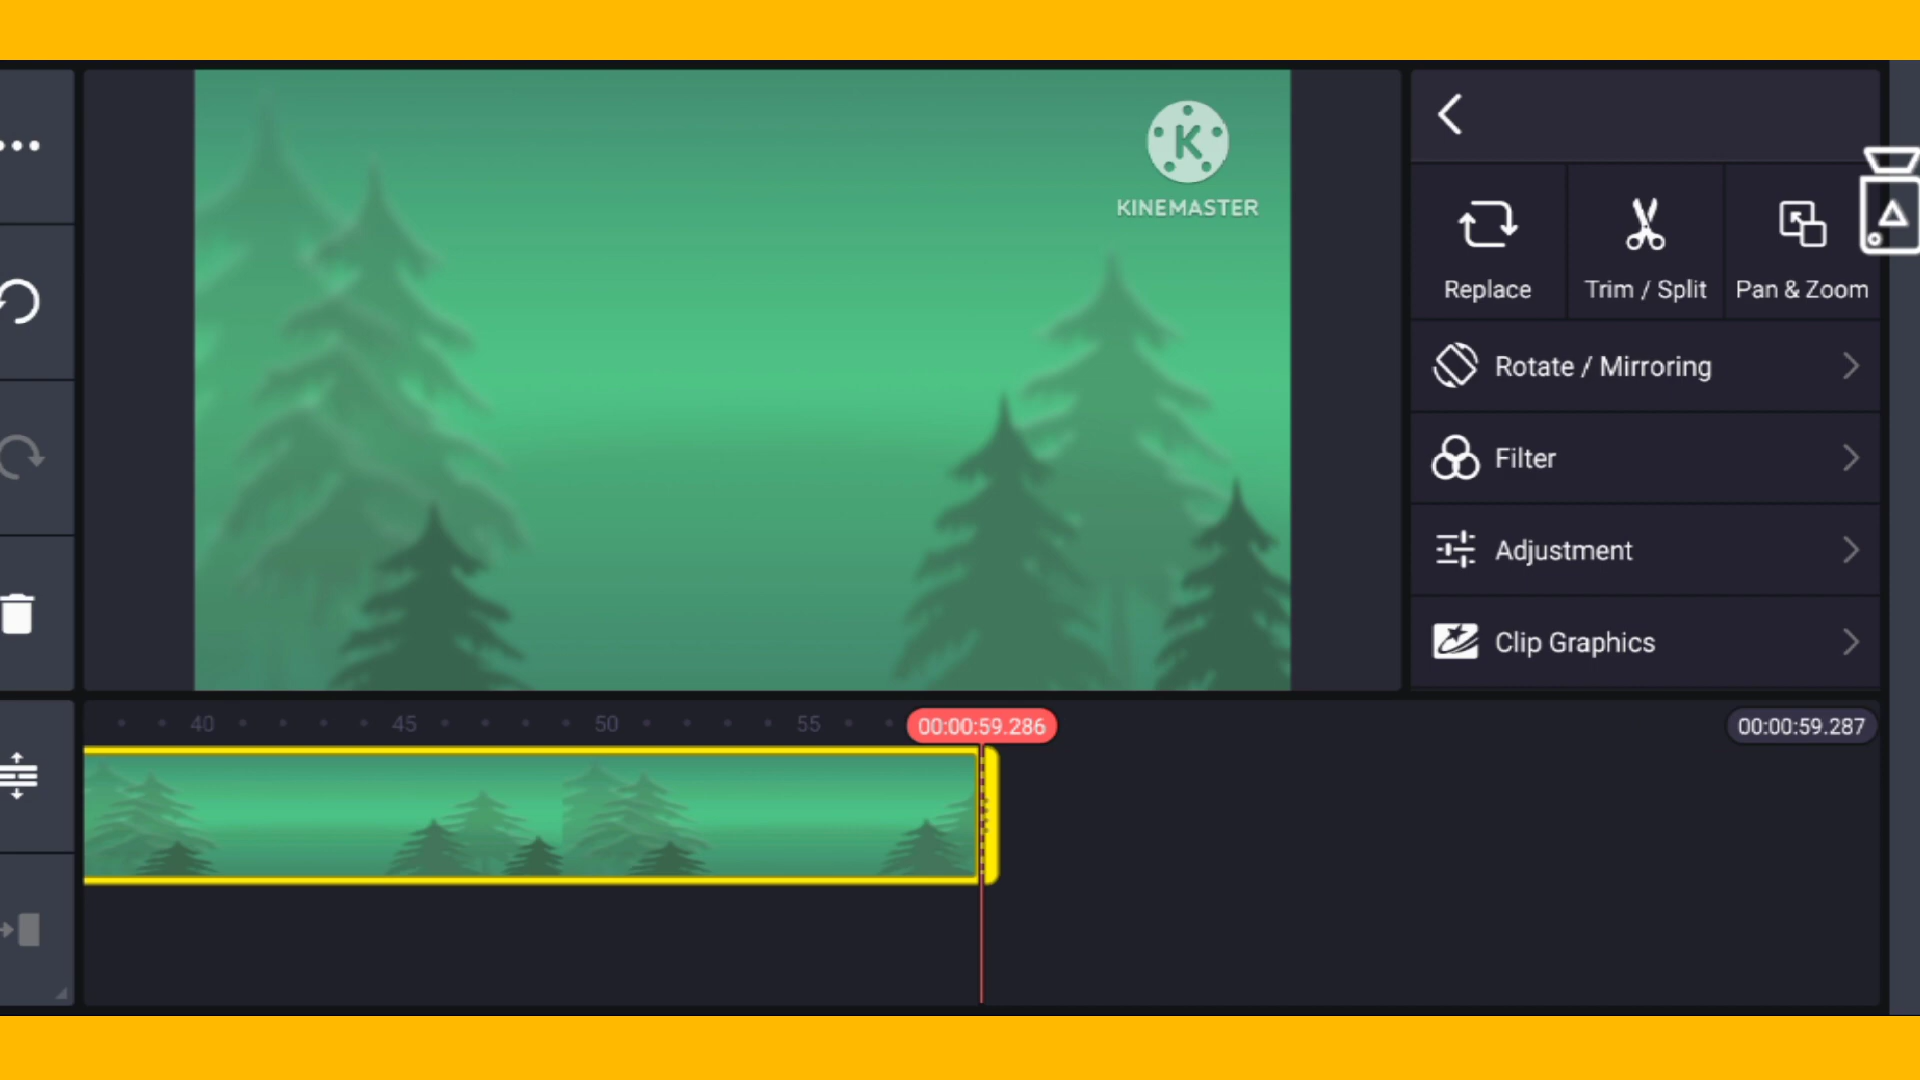 K
KINEMASTER
Replace
Trim / Split
Pan & Zoom
Rotate / Mirroring
Filter
Adjustment
Clip Graphics
40 45 50 55 00:00:59.286 00:00:59.287